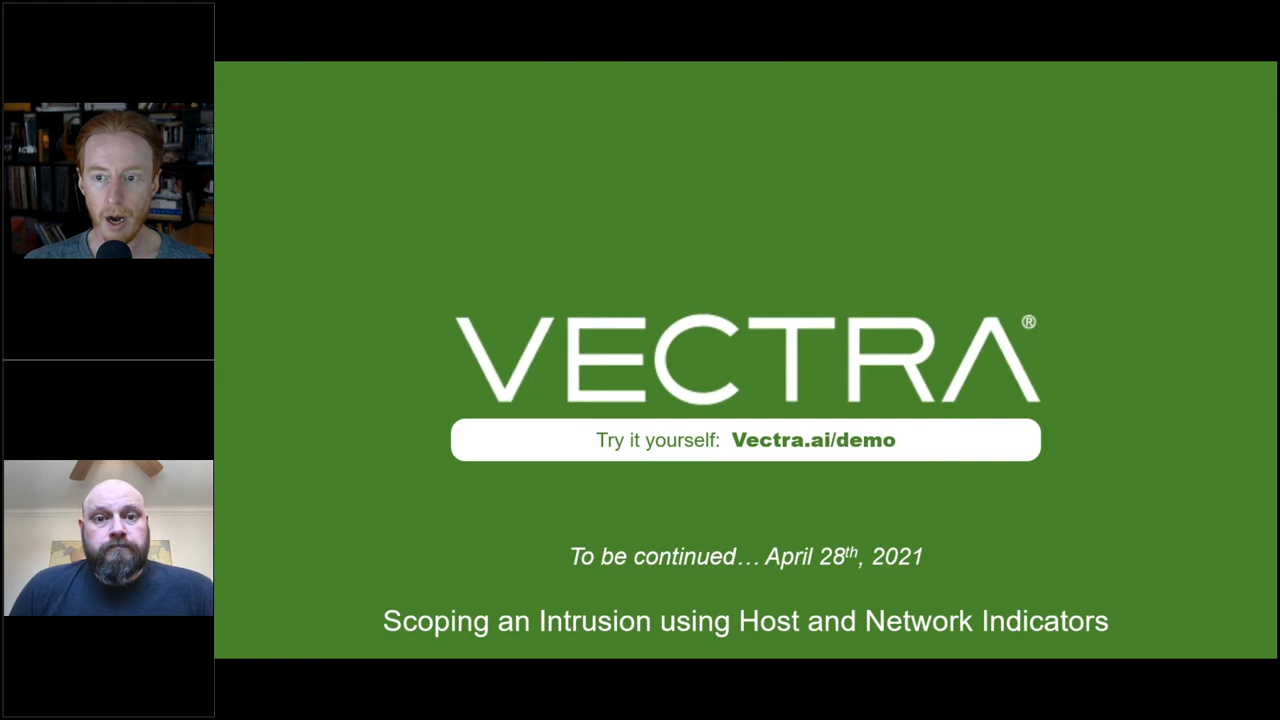 VECTRA®
Try it yourself: Vectra.ai/demo
To be continued… April 28th, 2021
Scoping an Intrusion using Host and Network Indicators